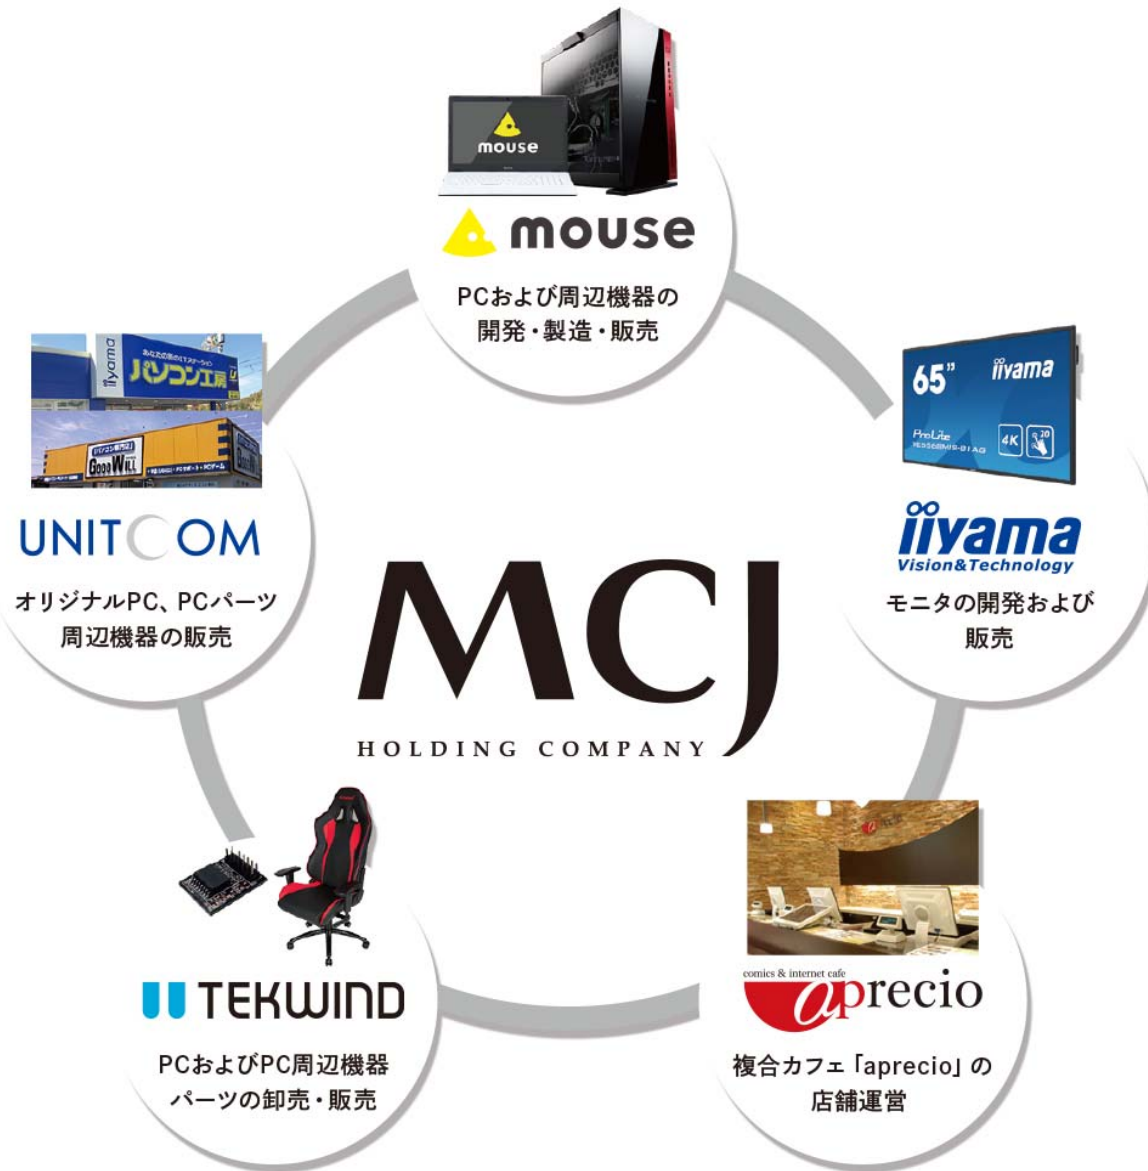 mouse
mouse
PCおよび周辺機器の
開発・製造・販売
iiyama
パソコン工房
GOODWILL
UNITCOM
オリジナルPC、PCパーツ
周辺機器の販売
65”
iiyama
ProLite
4K
20
iiyama
Vision&Technology
モニタの開発および
販売
MCJ
HOLDING COMPANY
TEKWIND
PCおよびPC周辺機器
パーツの卸売・販売
comics & internet cafe
aprecio
複合カフェ「aprecio」の
店舗運営